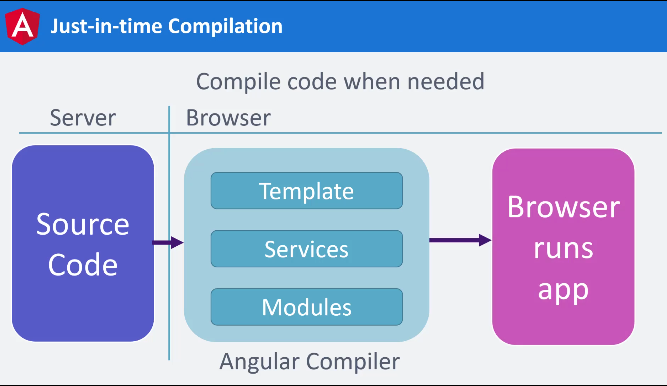 A
Just-in-time Compilation
Compile code when needed
Server
Browser
Source
Code
Template
Services
Modules
Angular Compiler
Browser
runs
app